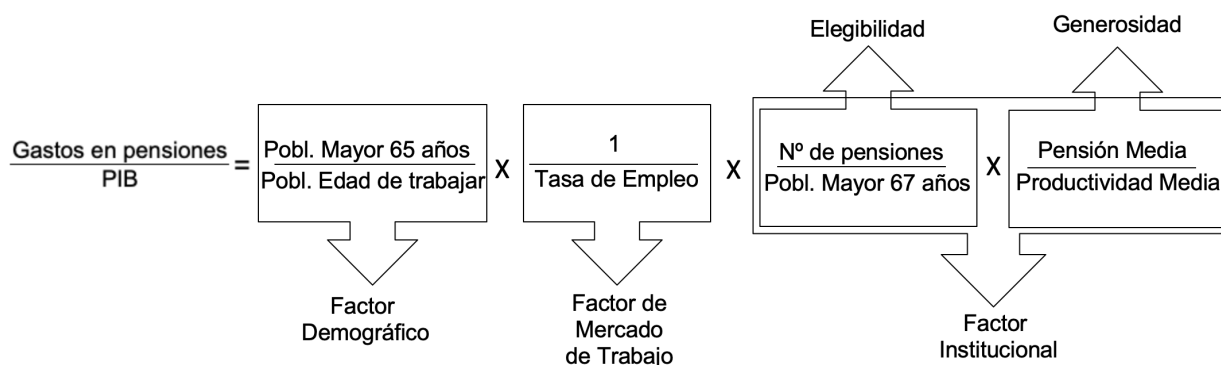 Elegibilidad
Generosidad
Gastos en pensiones
PIB
=
Pobl. Mayor 65 años
Pobl. Edad de trabajar
X
1
Tasa de Empleo
X
Nº de pensiones
Pobl. Mayor 67 años
X
Pensión Media
Productividad Media
Factor
Demográfico
Factor de
Mercado
de Trabajo
Factor
Institucional